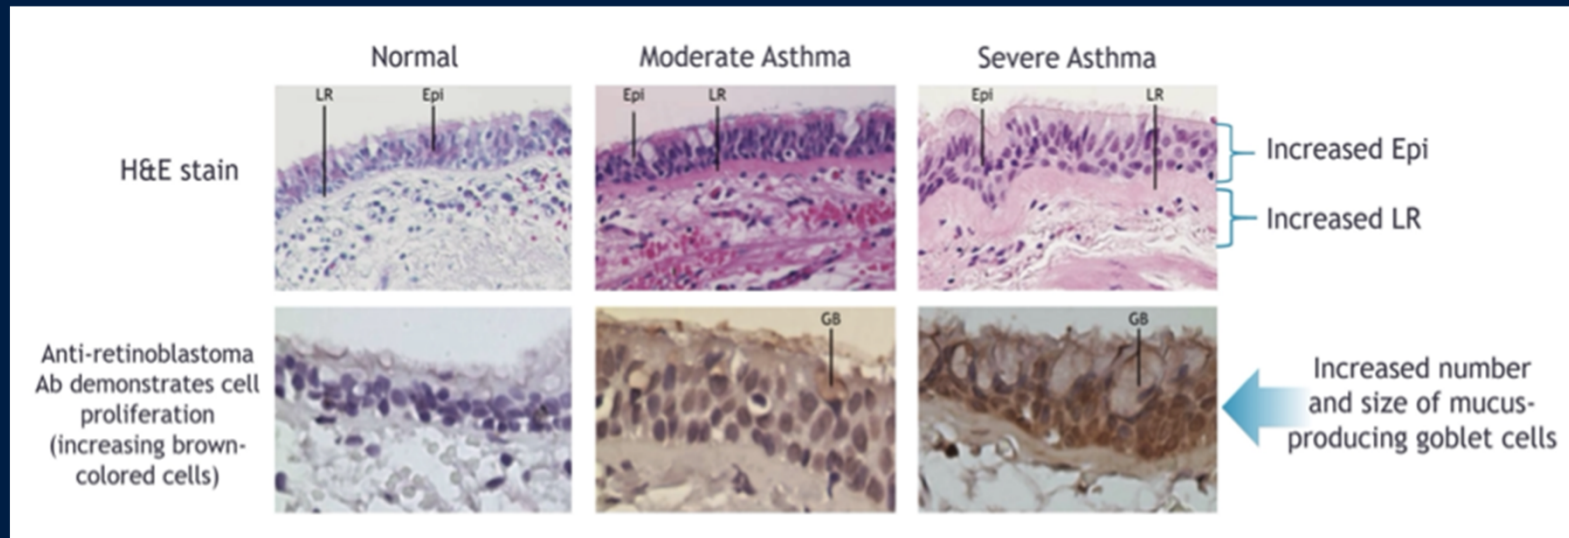 Normal
Moderate Asthma
Severe Asthma
H&E stain
LR
Epi
Epi
LR
Epi
LR
Increased Epi
Increased LR
Anti-retinoblastoma
Ab demonstrates cell
proliferation
(increasing brown-
colored cells)
GB
GB
Increased number
and size of mucus-
producing goblet cells